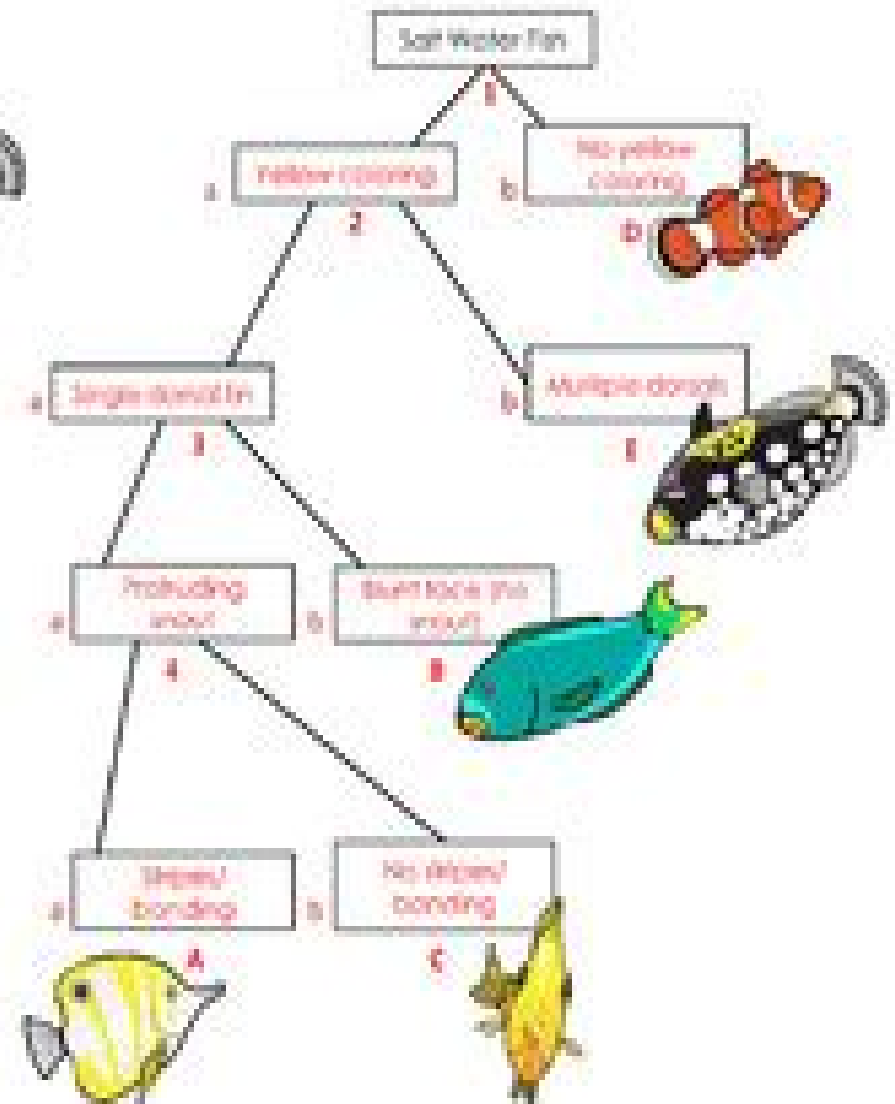 Salt Water Fish
1
a
Yellow coloring
b
No yellow
coloring
2
D
a
Single dorsal fin
b
Multiple dorsals
3
E
a
Protruding
snout
b
Blunt face (no
snout)
4
B
a
Stripes/
banding
b
No stripes/
banding
A
C